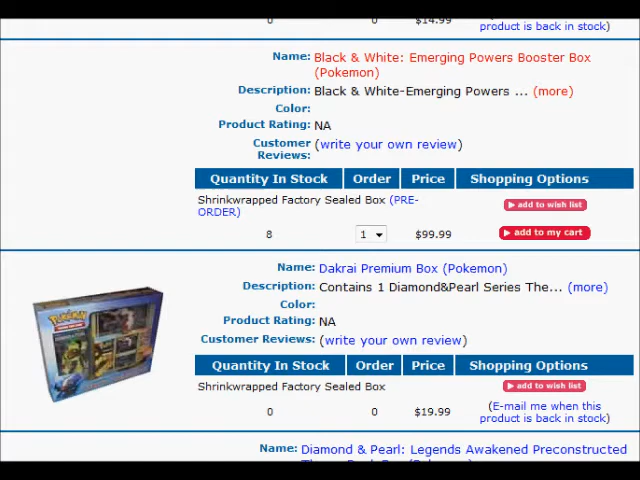 0 0 $14.99
product is back in stock)
Name: Black & White: Emerging Powers Booster Box
(Pokemon)
Description: Black & White-Emerging Powers ... (more)
Color:
Product Rating: NA
Customer Reviews: (write your own review)
Quantity In Stock Order Price Shopping Options
Shrinkwrapped Factory Sealed Box (PRE-
ORDER)
add to wish list
8 1 $99.99 add to my cart
Name: Dakrai Premium Box (Pokemon)
Description: Contains 1 Diamond&Pearl Series The... (more)
Color:
Product Rating: NA
Customer Reviews: (write your own review)
Quantity In Stock Order Price Shopping Options
Shrinkwrapped Factory Sealed Box add to wish list
0 0 $19.99 (E-mail me when this
product is back in stock)
POKEMON
Name: Diamond & Pearl: Legends Awakened Preconstructed